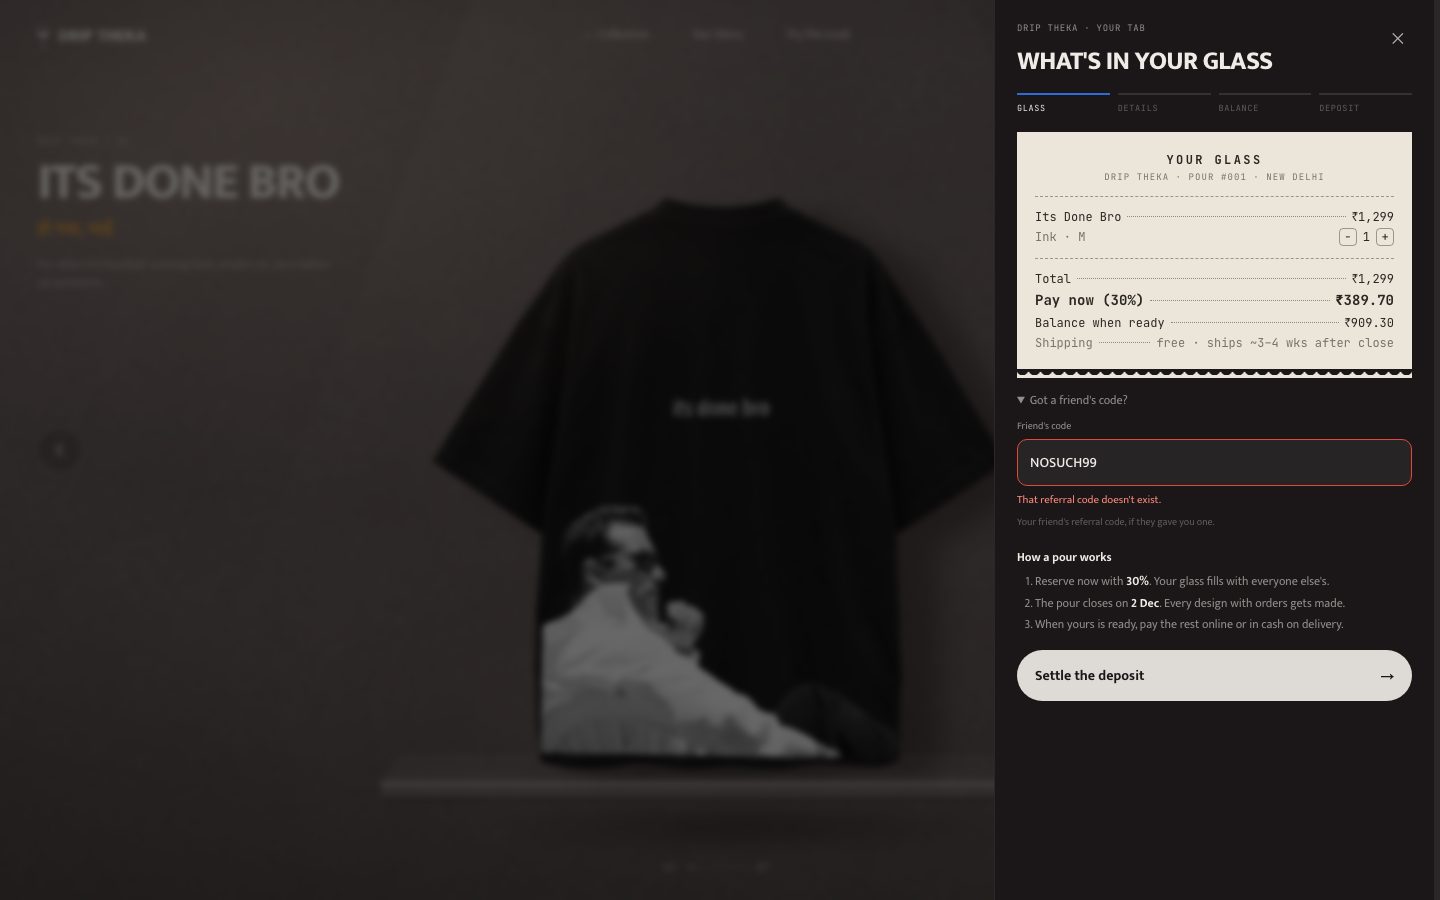 DRIP THEKA
Collection
ITS DONE BRO
its done bro
DRIP THEKA · YOUR TAB
WHAT'S IN YOUR GLASS
GLASS
DETAILS
BALANCE
DEPOSIT
YOUR GLASS
DRIP THEKA · POUR #001 · NEW DELHI
Its Done Bro ₹1,299
Ink · M - 1 +
Total ₹1,299
Pay now (30%) ₹389.70
Balance when ready ₹909.30
Shipping free · ships ~3–4 wks after close
▼ Got a friend's code?
Friend's code
NOSUCH99
That referral code doesn't exist.
Your friend's referral code, if they gave you one.
How a pour works
1. Reserve now with 30%. Your glass fills with everyone else's.
2. The pour closes on 2 Dec. Every design with orders gets made.
3. When yours is ready, pay the rest online or in cash on delivery.
Settle the deposit →